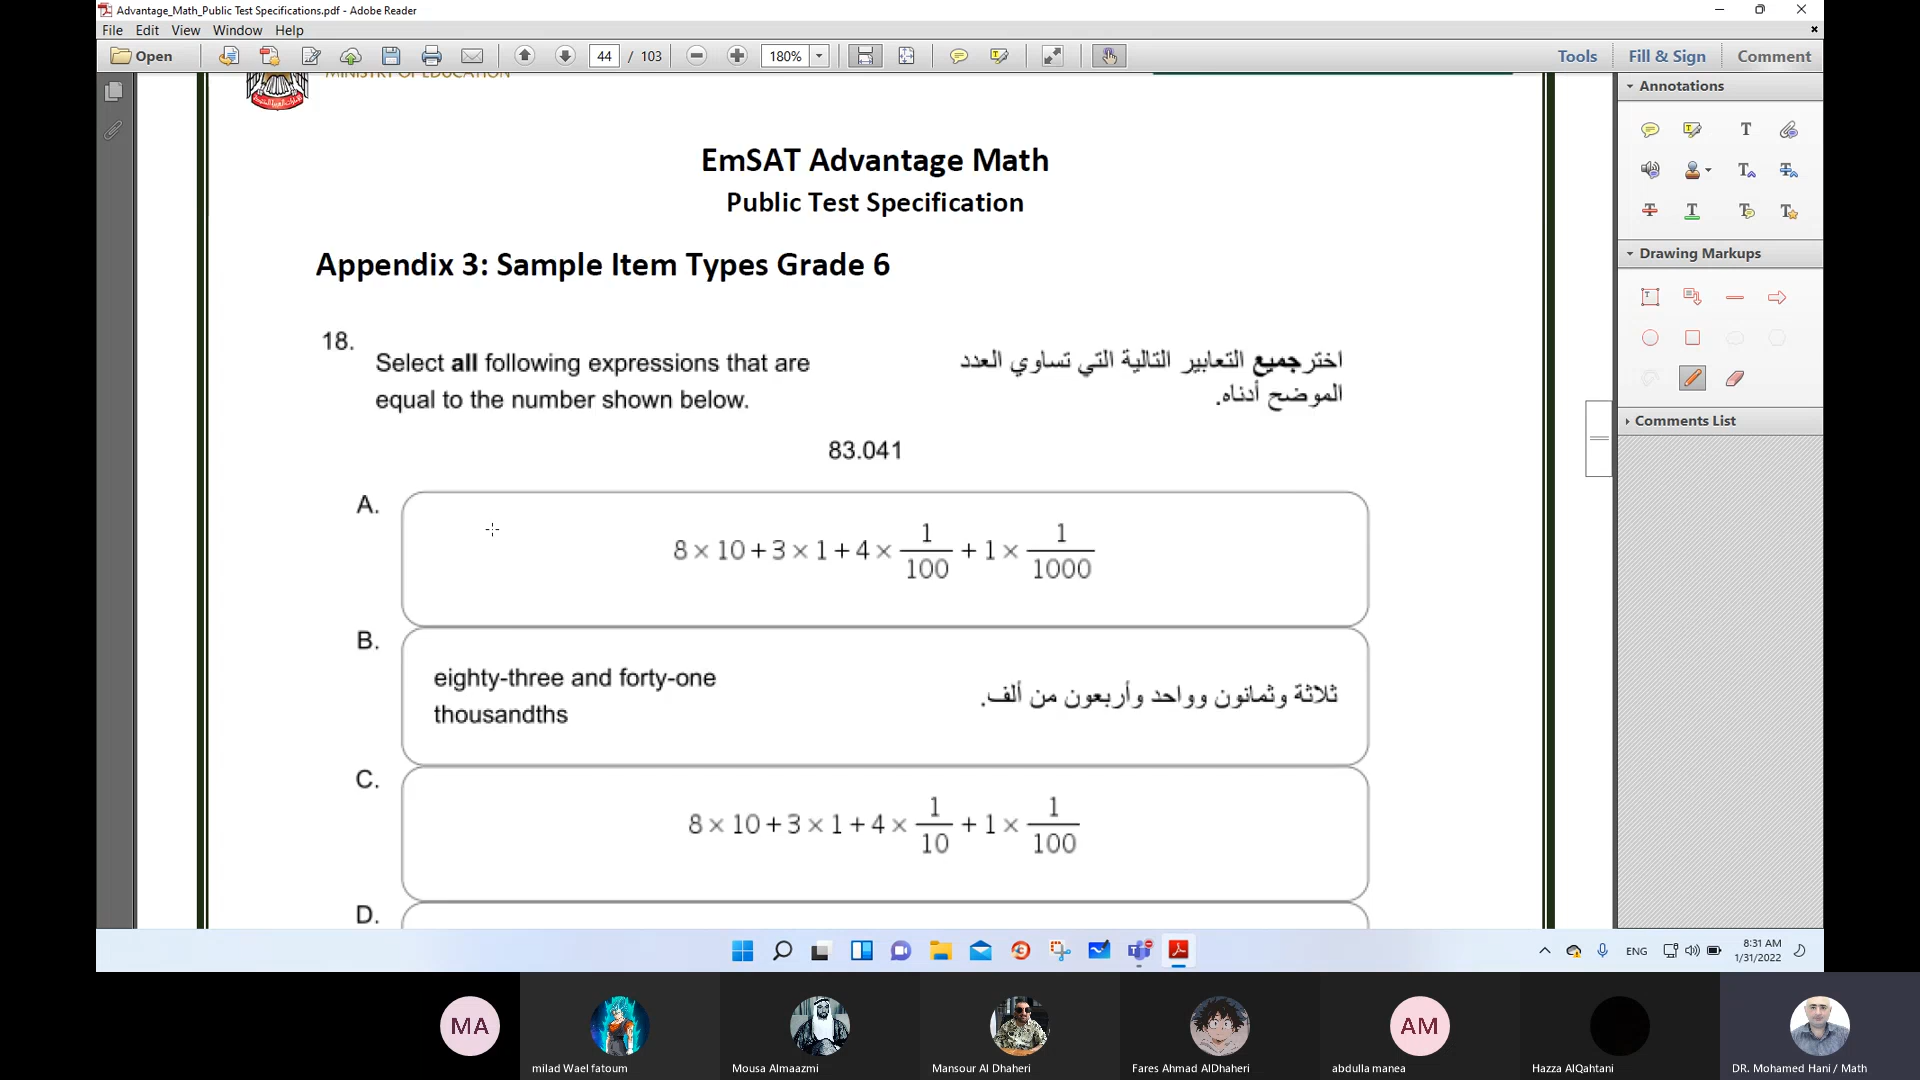 Advantage_Math_Public Test Specifications.pdf - Adobe Reader
File Edit View Window Help
Open 44 / 103 180% Tools Fill & Sign Comment
MINISTRY OF EDUCATION
EmSAT Advantage Math
Public Test Specification
Appendix 3: Sample Item Types Grade 6
18.
Select all following expressions that are
equal to the number shown below.
اختر جميع التعابير التالية التي تساوي العدد
الموضح أدناه.
83.041
A.
8 × 10 + 3 × 1 + 4 × 1/100 + 1 × 1/1000
B.
eighty-three and forty-one
thousandths
ثلاثة وثمانون وواحد وأربعون من ألف.
C.
8 × 10 + 3 × 1 + 4 × 1/10 + 1 × 1/100
D.
Annotations
Drawing Markups
Comments List
ENG
8:31 AM
1/31/2022
MA
milad Wael fatoum
Mousa Almaazmi
Mansour Al Dhaheri
Fares Ahmad AlDhaheri
AM
abdulla manea
Hazza AlQahtani
DR. Mohamed Hani / Math